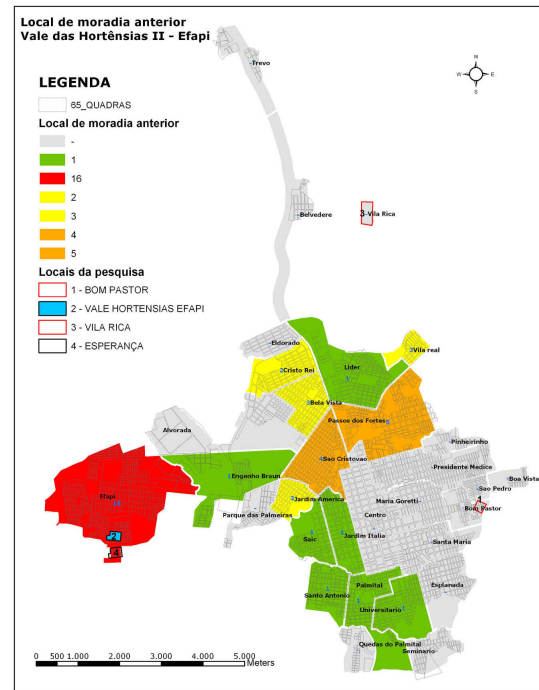 Local de moradia anterior
Vale das Hortênsias II - Efapi
Trevo
N
W E
S
LEGENDA
65_QUADRAS
Local de moradia anterior
-
1
16
2
3
4
5
Locais da pesquisa
1 - BOM PASTOR
2 - VALE HORTENSIAS EFAPI
3 - VILA RICA
4 - ESPERANÇA
Belvedere
3 Vila Rica
Eldorado
Lider
Vila real
Cristo Rei
Bela Vista
Passos dos Fortes
Alvorada
Sao Cristovao
Pinheirinho
Presidente Medice
Engenho Braun
Boa Vista
Sao Pedro
Efapi
Jardim America
Maria Goretti
1
Bom Pastor
Parque das Palmeiras
Centro
2
Saic
Jardim Italia
Santa Maria
4
Santo Antonio
Palmital
Esplanada
Universitario
Quedas do Palmital
Seminario
0 500 1.000 2.000 3.000 4.000 5.000
Meters